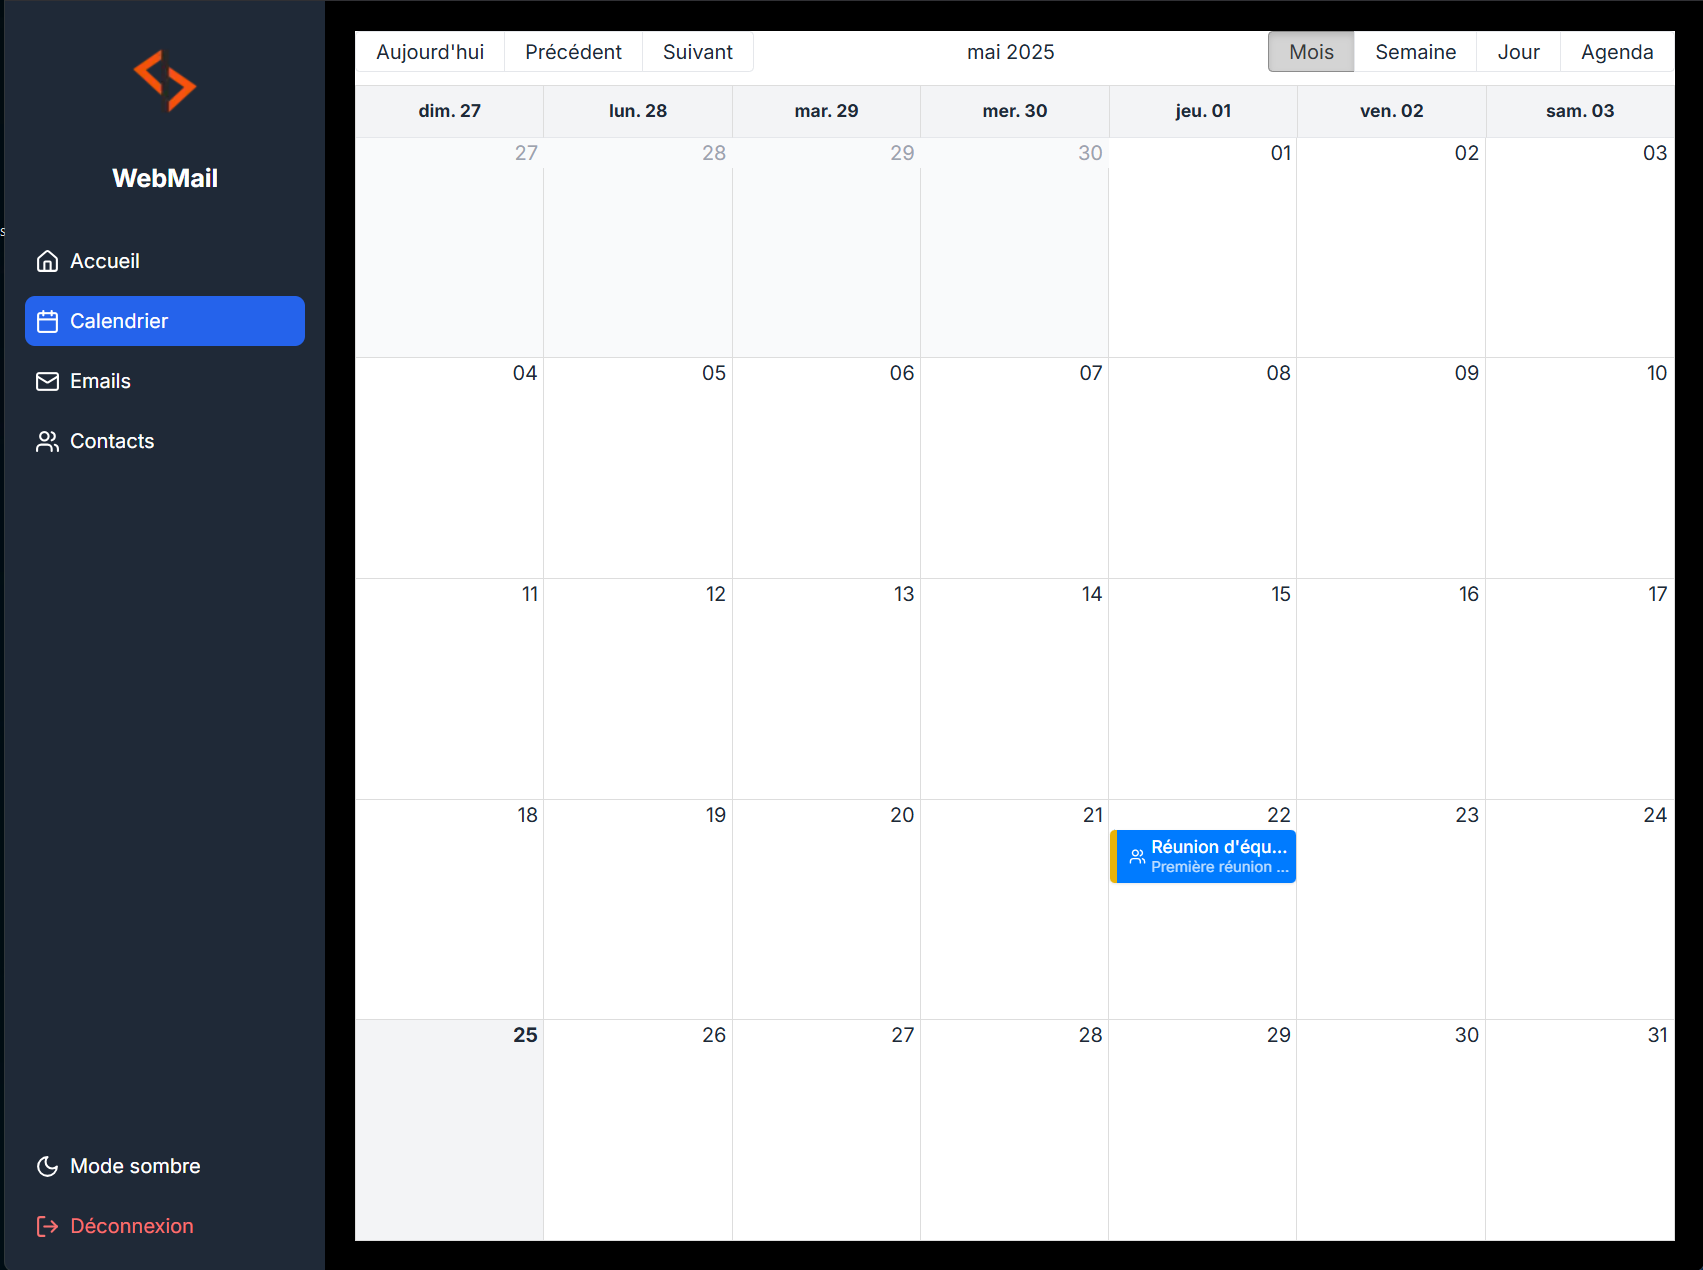 WebMail
s
Accueil
Calendrier
Emails
Contacts
Mode sombre
Déconnexion
Aujourd'hui Précédent Suivant mai 2025 Mois Semaine Jour Agenda
dim. 27 lun. 28 mar. 29 mer. 30 jeu. 01 ven. 02 sam. 03
27 28 29 30 01 02 03
04 05 06 07 08 09 10
11 12 13 14 15 16 17
18 19 20 21 22 23 24
Réunion d'équ...
Première réunion ...
25 26 27 28 29 30 31